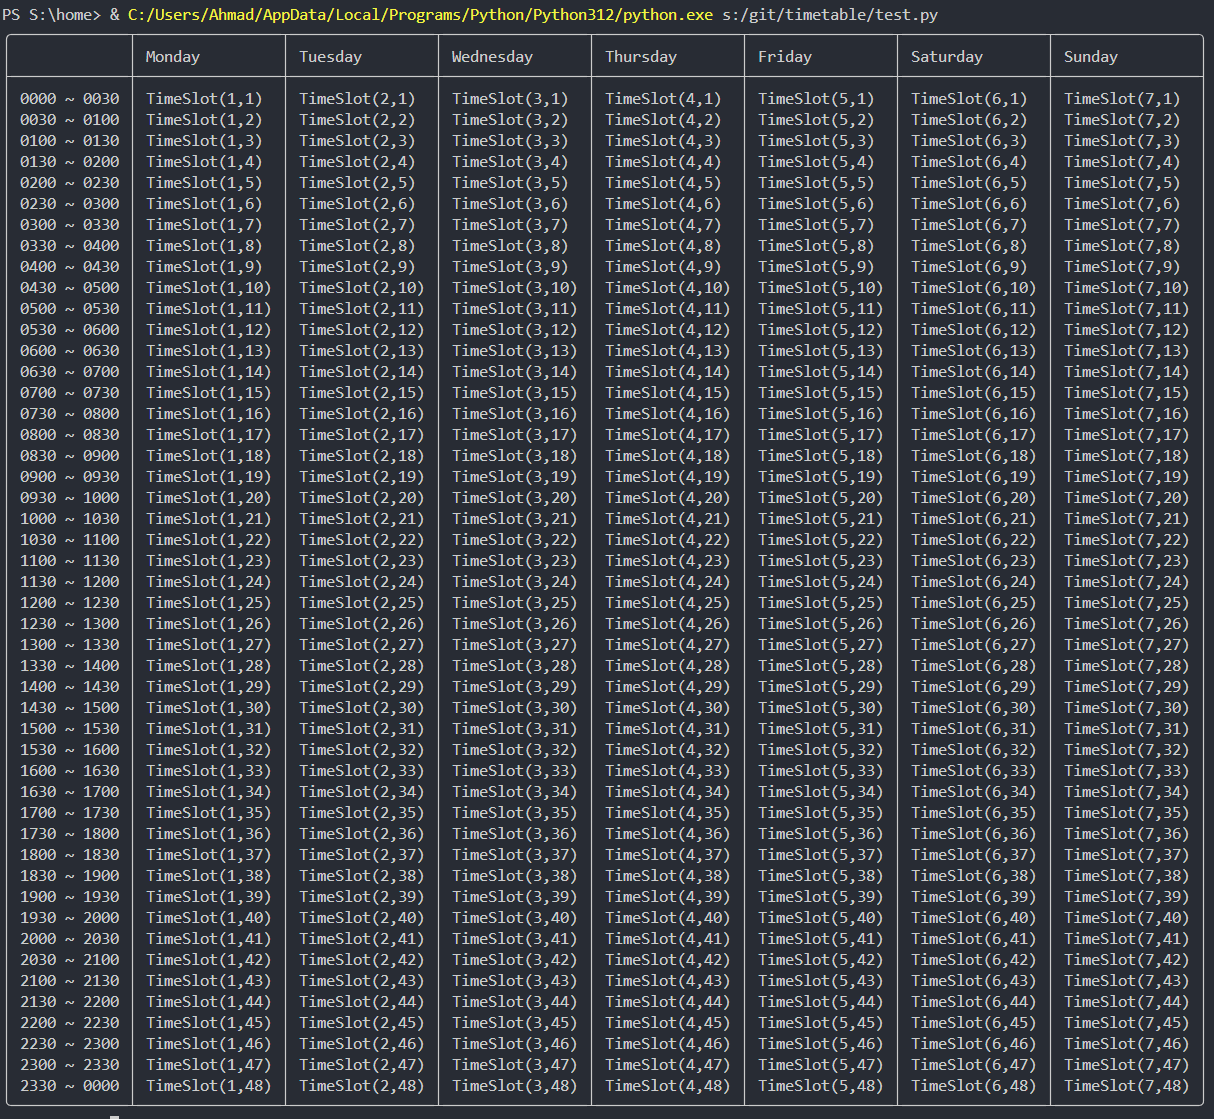 PS S:\home> & C:/Users/Ahmad/AppData/Local/Programs/Python/Python312/python.exe s:/git/timetable/test.py
Monday Tuesday Wednesday Thursday Friday Saturday Sunday
0000 ~ 0030 TimeSlot(1,1) TimeSlot(2,1) TimeSlot(3,1) TimeSlot(4,1) TimeSlot(5,1) TimeSlot(6,1) TimeSlot(7,1)
0030 ~ 0100 TimeSlot(1,2) TimeSlot(2,2) TimeSlot(3,2) TimeSlot(4,2) TimeSlot(5,2) TimeSlot(6,2) TimeSlot(7,2)
0100 ~ 0130 TimeSlot(1,3) TimeSlot(2,3) TimeSlot(3,3) TimeSlot(4,3) TimeSlot(5,3) TimeSlot(6,3) TimeSlot(7,3)
0130 ~ 0200 TimeSlot(1,4) TimeSlot(2,4) TimeSlot(3,4) TimeSlot(4,4) TimeSlot(5,4) TimeSlot(6,4) TimeSlot(7,4)
0200 ~ 0230 TimeSlot(1,5) TimeSlot(2,5) TimeSlot(3,5) TimeSlot(4,5) TimeSlot(5,5) TimeSlot(6,5) TimeSlot(7,5)
0230 ~ 0300 TimeSlot(1,6) TimeSlot(2,6) TimeSlot(3,6) TimeSlot(4,6) TimeSlot(5,6) TimeSlot(6,6) TimeSlot(7,6)
0300 ~ 0330 TimeSlot(1,7) TimeSlot(2,7) TimeSlot(3,7) TimeSlot(4,7) TimeSlot(5,7) TimeSlot(6,7) TimeSlot(7,7)
0330 ~ 0400 TimeSlot(1,8) TimeSlot(2,8) TimeSlot(3,8) TimeSlot(4,8) TimeSlot(5,8) TimeSlot(6,8) TimeSlot(7,8)
0400 ~ 0430 TimeSlot(1,9) TimeSlot(2,9) TimeSlot(3,9) TimeSlot(4,9) TimeSlot(5,9) TimeSlot(6,9) TimeSlot(7,9)
0430 ~ 0500 TimeSlot(1,10) TimeSlot(2,10) TimeSlot(3,10) TimeSlot(4,10) TimeSlot(5,10) TimeSlot(6,10) TimeSlot(7,10)
0500 ~ 0530 TimeSlot(1,11) TimeSlot(2,11) TimeSlot(3,11) TimeSlot(4,11) TimeSlot(5,11) TimeSlot(6,11) TimeSlot(7,11)
0530 ~ 0600 TimeSlot(1,12) TimeSlot(2,12) TimeSlot(3,12) TimeSlot(4,12) TimeSlot(5,12) TimeSlot(6,12) TimeSlot(7,12)
0600 ~ 0630 TimeSlot(1,13) TimeSlot(2,13) TimeSlot(3,13) TimeSlot(4,13) TimeSlot(5,13) TimeSlot(6,13) TimeSlot(7,13)
0630 ~ 0700 TimeSlot(1,14) TimeSlot(2,14) TimeSlot(3,14) TimeSlot(4,14) TimeSlot(5,14) TimeSlot(6,14) TimeSlot(7,14)
0700 ~ 0730 TimeSlot(1,15) TimeSlot(2,15) TimeSlot(3,15) TimeSlot(4,15) TimeSlot(5,15) TimeSlot(6,15) TimeSlot(7,15)
0730 ~ 0800 TimeSlot(1,16) TimeSlot(2,16) TimeSlot(3,16) TimeSlot(4,16) TimeSlot(5,16) TimeSlot(6,16) TimeSlot(7,16)
0800 ~ 0830 TimeSlot(1,17) TimeSlot(2,17) TimeSlot(3,17) TimeSlot(4,17) TimeSlot(5,17) TimeSlot(6,17) TimeSlot(7,17)
0830 ~ 0900 TimeSlot(1,18) TimeSlot(2,18) TimeSlot(3,18) TimeSlot(4,18) TimeSlot(5,18) TimeSlot(6,18) TimeSlot(7,18)
0900 ~ 0930 TimeSlot(1,19) TimeSlot(2,19) TimeSlot(3,19) TimeSlot(4,19) TimeSlot(5,19) TimeSlot(6,19) TimeSlot(7,19)
0930 ~ 1000 TimeSlot(1,20) TimeSlot(2,20) TimeSlot(3,20) TimeSlot(4,20) TimeSlot(5,20) TimeSlot(6,20) TimeSlot(7,20)
1000 ~ 1030 TimeSlot(1,21) TimeSlot(2,21) TimeSlot(3,21) TimeSlot(4,21) TimeSlot(5,21) TimeSlot(6,21) TimeSlot(7,21)
1030 ~ 1100 TimeSlot(1,22) TimeSlot(2,22) TimeSlot(3,22) TimeSlot(4,22) TimeSlot(5,22) TimeSlot(6,22) TimeSlot(7,22)
1100 ~ 1130 TimeSlot(1,23) TimeSlot(2,23) TimeSlot(3,23) TimeSlot(4,23) TimeSlot(5,23) TimeSlot(6,23) TimeSlot(7,23)
1130 ~ 1200 TimeSlot(1,24) TimeSlot(2,24) TimeSlot(3,24) TimeSlot(4,24) TimeSlot(5,24) TimeSlot(6,24) TimeSlot(7,24)
1200 ~ 1230 TimeSlot(1,25) TimeSlot(2,25) TimeSlot(3,25) TimeSlot(4,25) TimeSlot(5,25) TimeSlot(6,25) TimeSlot(7,25)
1230 ~ 1300 TimeSlot(1,26) TimeSlot(2,26) TimeSlot(3,26) TimeSlot(4,26) TimeSlot(5,26) TimeSlot(6,26) TimeSlot(7,26)
1300 ~ 1330 TimeSlot(1,27) TimeSlot(2,27) TimeSlot(3,27) TimeSlot(4,27) TimeSlot(5,27) TimeSlot(6,27) TimeSlot(7,27)
1330 ~ 1400 TimeSlot(1,28) TimeSlot(2,28) TimeSlot(3,28) TimeSlot(4,28) TimeSlot(5,28) TimeSlot(6,28) TimeSlot(7,28)
1400 ~ 1430 TimeSlot(1,29) TimeSlot(2,29) TimeSlot(3,29) TimeSlot(4,29) TimeSlot(5,29) TimeSlot(6,29) TimeSlot(7,29)
1430 ~ 1500 TimeSlot(1,30) TimeSlot(2,30) TimeSlot(3,30) TimeSlot(4,30) TimeSlot(5,30) TimeSlot(6,30) TimeSlot(7,30)
1500 ~ 1530 TimeSlot(1,31) TimeSlot(2,31) TimeSlot(3,31) TimeSlot(4,31) TimeSlot(5,31) TimeSlot(6,31) TimeSlot(7,31)
1530 ~ 1600 TimeSlot(1,32) TimeSlot(2,32) TimeSlot(3,32) TimeSlot(4,32) TimeSlot(5,32) TimeSlot(6,32) TimeSlot(7,32)
1600 ~ 1630 TimeSlot(1,33) TimeSlot(2,33) TimeSlot(3,33) TimeSlot(4,33) TimeSlot(5,33) TimeSlot(6,33) TimeSlot(7,33)
1630 ~ 1700 TimeSlot(1,34) TimeSlot(2,34) TimeSlot(3,34) TimeSlot(4,34) TimeSlot(5,34) TimeSlot(6,34) TimeSlot(7,34)
1700 ~ 1730 TimeSlot(1,35) TimeSlot(2,35) TimeSlot(3,35) TimeSlot(4,35) TimeSlot(5,35) TimeSlot(6,35) TimeSlot(7,35)
1730 ~ 1800 TimeSlot(1,36) TimeSlot(2,36) TimeSlot(3,36) TimeSlot(4,36) TimeSlot(5,36) TimeSlot(6,36) TimeSlot(7,36)
1800 ~ 1830 TimeSlot(1,37) TimeSlot(2,37) TimeSlot(3,37) TimeSlot(4,37) TimeSlot(5,37) TimeSlot(6,37) TimeSlot(7,37)
1830 ~ 1900 TimeSlot(1,38) TimeSlot(2,38) TimeSlot(3,38) TimeSlot(4,38) TimeSlot(5,38) TimeSlot(6,38) TimeSlot(7,38)
1900 ~ 1930 TimeSlot(1,39) TimeSlot(2,39) TimeSlot(3,39) TimeSlot(4,39) TimeSlot(5,39) TimeSlot(6,39) TimeSlot(7,39)
1930 ~ 2000 TimeSlot(1,40) TimeSlot(2,40) TimeSlot(3,40) TimeSlot(4,40) TimeSlot(5,40) TimeSlot(6,40) TimeSlot(7,40)
2000 ~ 2030 TimeSlot(1,41) TimeSlot(2,41) TimeSlot(3,41) TimeSlot(4,41) TimeSlot(5,41) TimeSlot(6,41) TimeSlot(7,41)
2030 ~ 2100 TimeSlot(1,42) TimeSlot(2,42) TimeSlot(3,42) TimeSlot(4,42) TimeSlot(5,42) TimeSlot(6,42) TimeSlot(7,42)
2100 ~ 2130 TimeSlot(1,43) TimeSlot(2,43) TimeSlot(3,43) TimeSlot(4,43) TimeSlot(5,43) TimeSlot(6,43) TimeSlot(7,43)
2130 ~ 2200 TimeSlot(1,44) TimeSlot(2,44) TimeSlot(3,44) TimeSlot(4,44) TimeSlot(5,44) TimeSlot(6,44) TimeSlot(7,44)
2200 ~ 2230 TimeSlot(1,45) TimeSlot(2,45) TimeSlot(3,45) TimeSlot(4,45) TimeSlot(5,45) TimeSlot(6,45) TimeSlot(7,45)
2230 ~ 2300 TimeSlot(1,46) TimeSlot(2,46) TimeSlot(3,46) TimeSlot(4,46) TimeSlot(5,46) TimeSlot(6,46) TimeSlot(7,46)
2300 ~ 2330 TimeSlot(1,47) TimeSlot(2,47) TimeSlot(3,47) TimeSlot(4,47) TimeSlot(5,47) TimeSlot(6,47) TimeSlot(7,47)
2330 ~ 0000 TimeSlot(1,48) TimeSlot(2,48) TimeSlot(3,48) TimeSlot(4,48) TimeSlot(5,48) TimeSlot(6,48) TimeSlot(7,48)